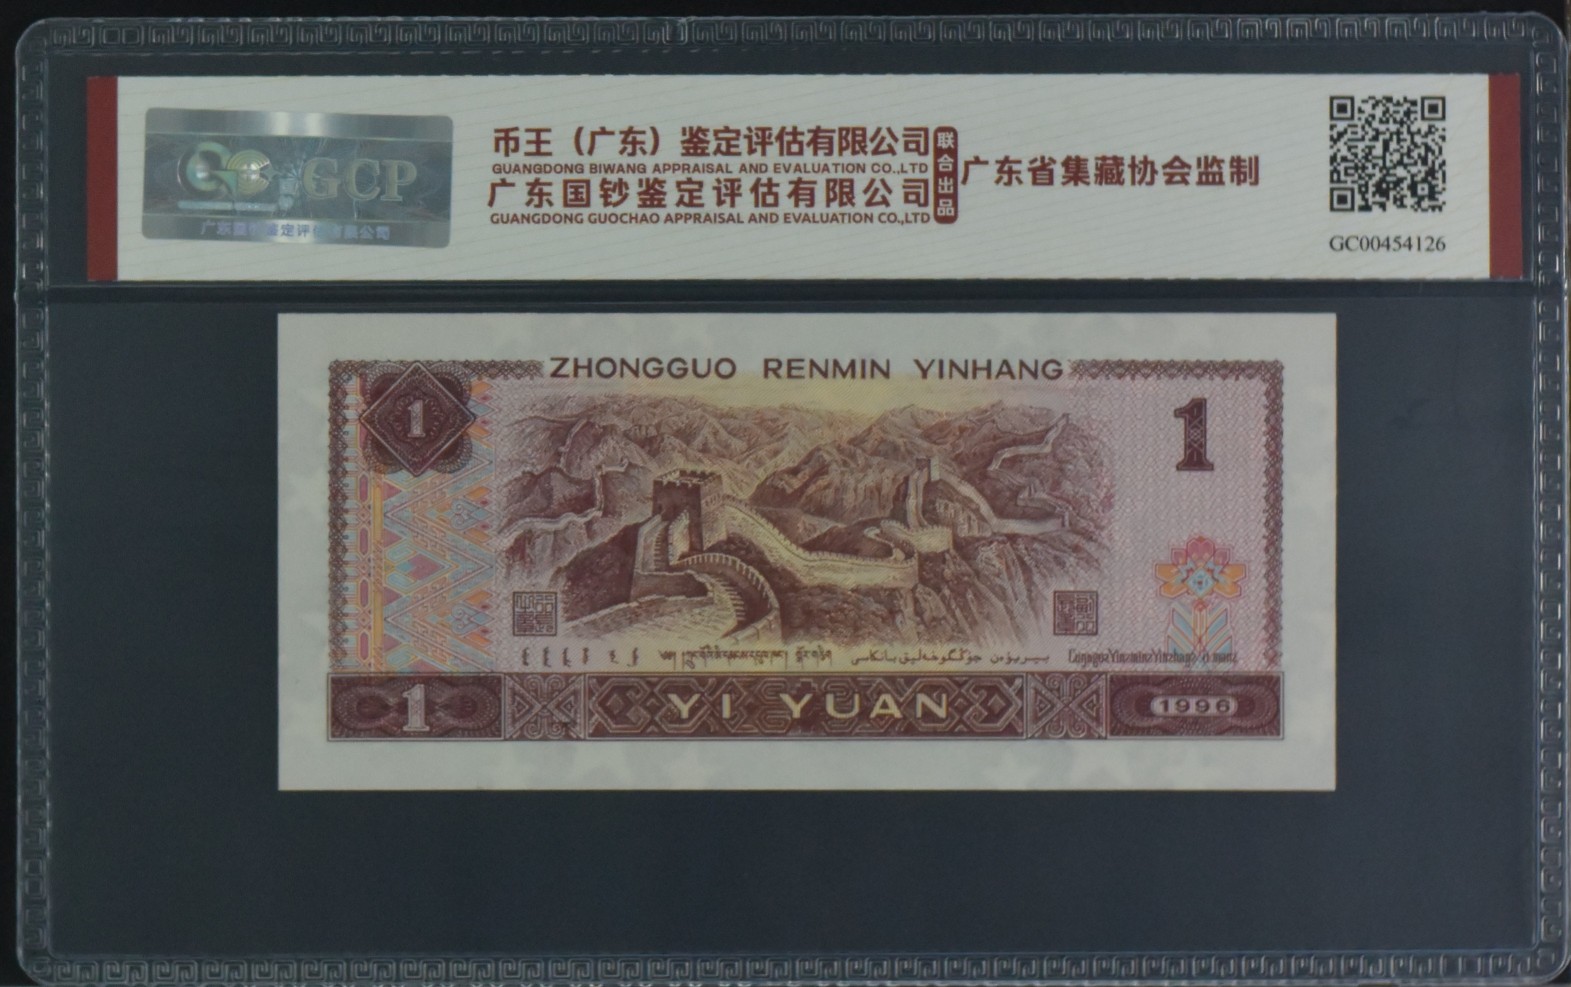 GCP
币王（广东）鉴定评估有限公司
GUANGDONG BIWANG APPRAISAL AND EVALUATION CO.,LTD
广东国钞鉴定评估有限公司
GUANGDONG GUOCHAO APPRAISAL AND EVALUATION CO.,LTD
联合出品
广东省集藏协会监制
GC00454126
ZHONGGUO RENMIN YINHANG
1
1
1
YI YUAN
1996